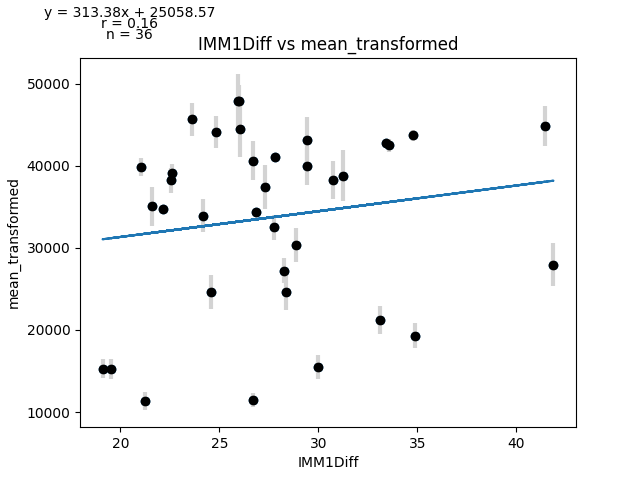 y = 313.38x + 25058.57
r = 0.16
n = 36
IMM1Diff vs mean_transformed
50000
40000
30000
20000
10000
mean_transformed
20 25 30 35 40
IMM1Diff